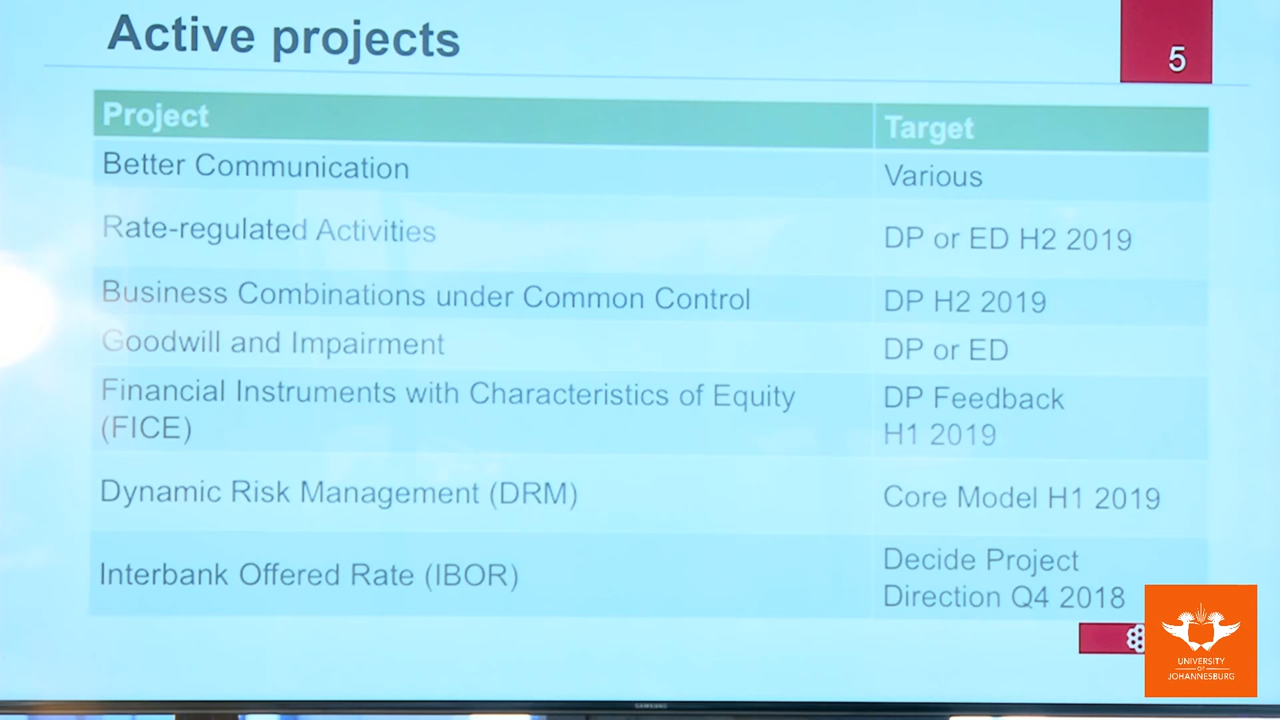 Active projects
5
Project
Target
Better Communication
Various
Rate-regulated Activities
DP or ED H2 2019
Business Combinations under Common Control
DP H2 2019
Goodwill and Impairment
DP or ED
Financial Instruments with Characteristics of Equity
(FICE)
DP Feedback
H1 2019
Dynamic Risk Management (DRM)
Core Model H1 2019
Interbank Offered Rate (IBOR)
Decide Project
Direction Q4 2018
UNIVERSITY
OF
JOHANNESBURG
SAMSUNG